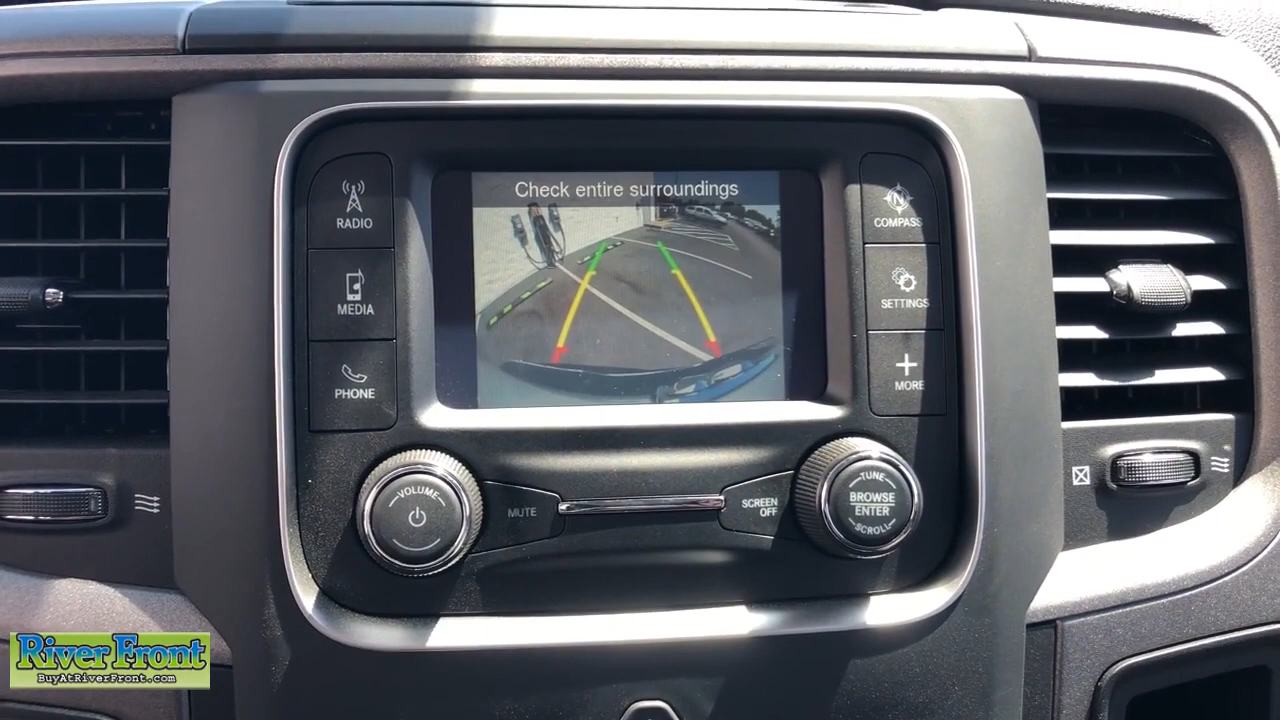 Check entire surroundings
RADIO
MEDIA
PHONE
N
COMPASS
SETTINGS
MORE
VOLUME
MUTE
SCREEN
OFF
TUNE
BROWSE
ENTER
SCROLL
River Front
BuyAtRiverFront.com